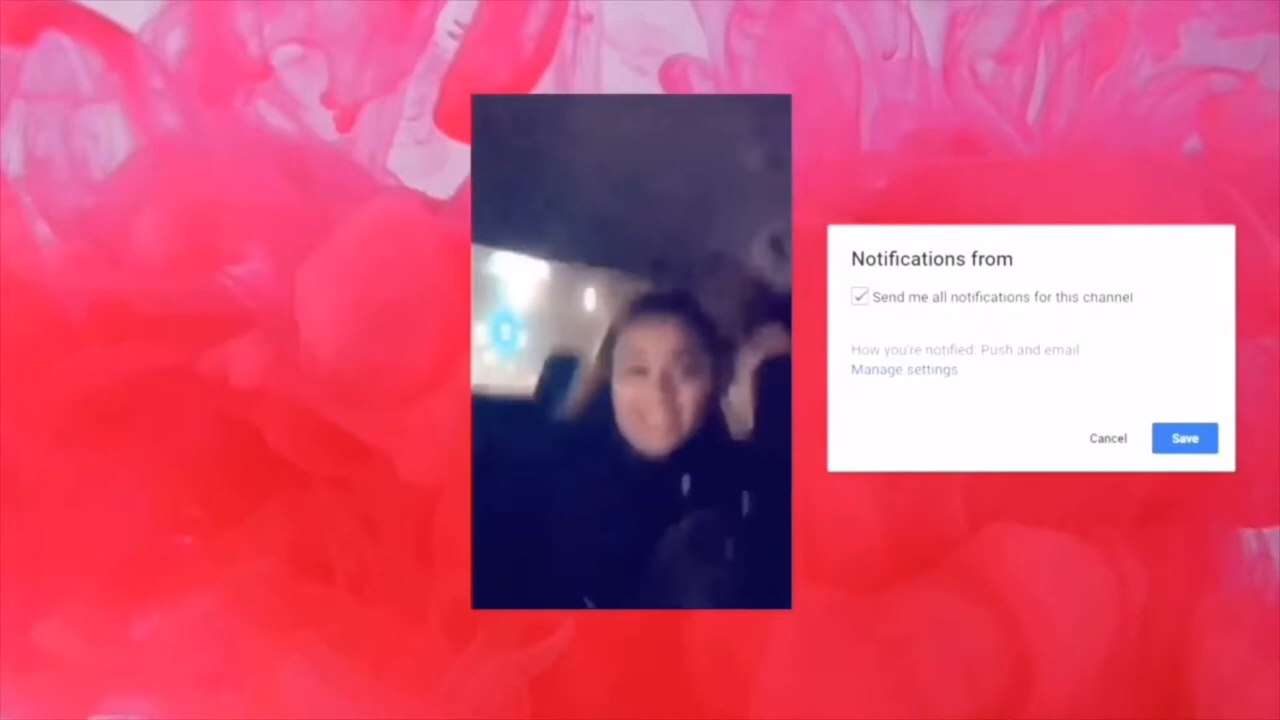 Notifications from
Send me all notifications for this channel
How you're notified: Push and email
Manage settings
Cancel
Save